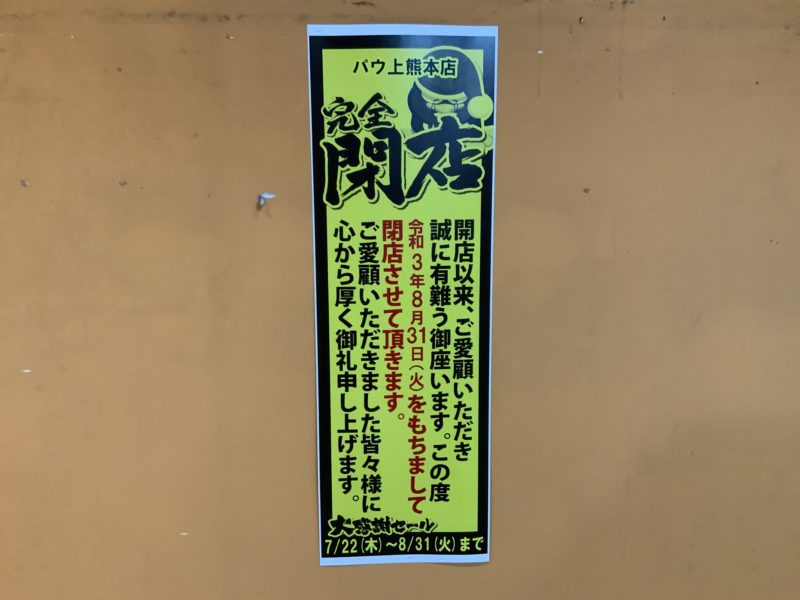 パウ上熊本店
完全
閉店
開店以来、ご愛顧いただき
誠に有難う御座います。この度
令和3年8月31日(火)をもちまして
閉店させて頂きます。
ご愛顧いただきました皆々様に
心から厚く御礼申し上げます。
大感謝セール
7/22(木)～8/31(火)まで